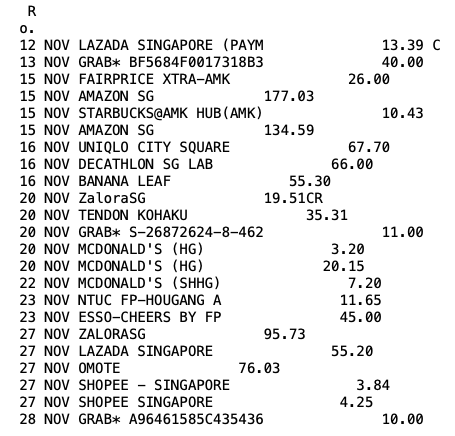 R
o.
12 NOV LAZADA SINGAPORE (PAYM 13.39 C
13 NOV GRAB* BF5684F0017318B3 40.00
15 NOV FAIRPRICE XTRA-AMK 26.00
15 NOV AMAZON SG 177.03
15 NOV STARBUCKS@AMK HUB(AMK) 10.43
15 NOV AMAZON SG 134.59
16 NOV UNIQLO CITY SQUARE 67.70
16 NOV DECATHLON SG LAB 66.00
16 NOV BANANA LEAF 55.30
20 NOV ZaloraSG 19.51CR
20 NOV TENDON KOHAKU 35.31
20 NOV GRAB* S-26872624-8-462 11.00
20 NOV MCDONALD'S (HG) 3.20
20 NOV MCDONALD'S (HG) 20.15
22 NOV MCDONALD'S (SHHG) 7.20
23 NOV NTUC FP-HOUGANG A 11.65
23 NOV ESSO-CHEERS BY FP 45.00
27 NOV ZALORASG 95.73
27 NOV LAZADA SINGAPORE 55.20
27 NOV OMOTE 76.03
27 NOV SHOPEE - SINGAPORE 3.84
27 NOV SHOPEE SINGAPORE 4.25
28 NOV GRAB* A96461585C435436 10.00